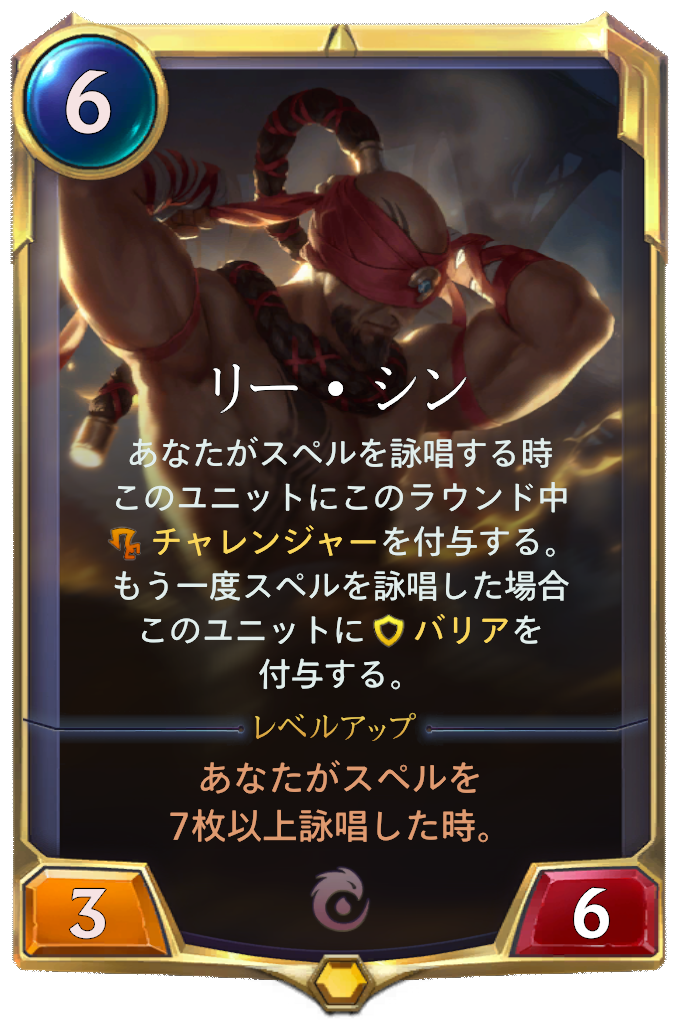 6
リー・シン
あなたがスペルを詠唱する時
このユニットにこのラウンド中
チャレンジャーを付与する。
もう一度スペルを詠唱した場合
このユニットに バリアを
付与する。
レベルアップ
あなたがスペルを
7枚以上詠唱した時。
3
6